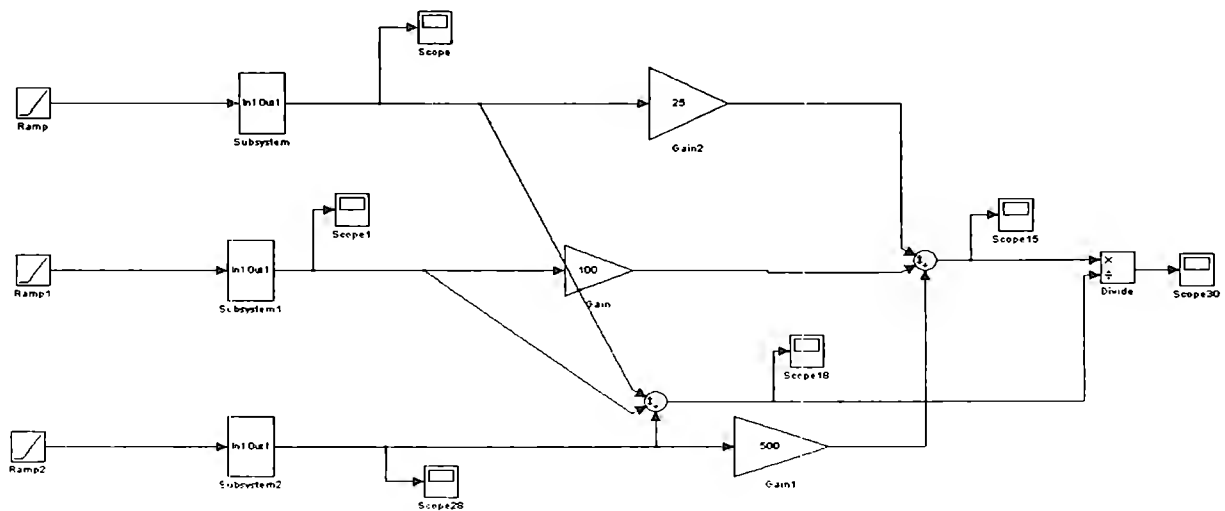 Scope
In1 Out1
25
Ramp
Subsystem
Gain2
Scope1
Scope15
In1 Out1
100
Ramp1
Subsystem1
Gain
Divide
Scope30
Scope18
In1 Out1
500
Ramp2
Subsystem2
Gain1
Scope28